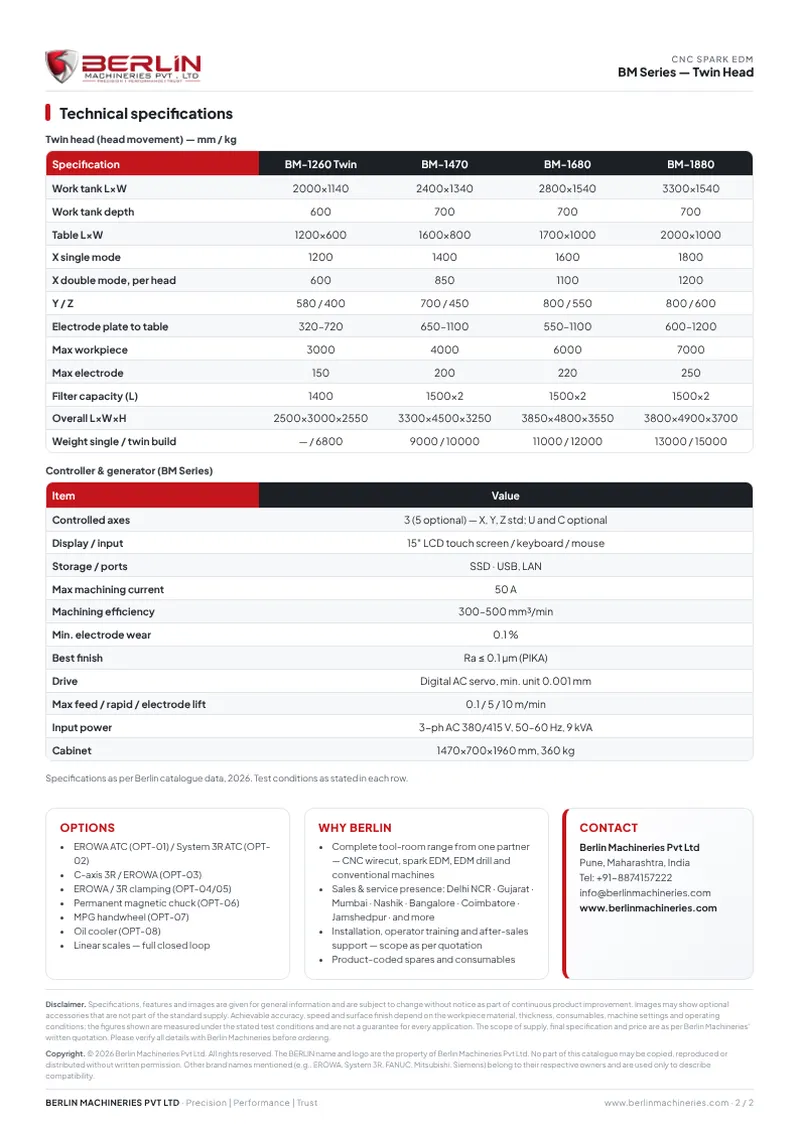 BERLIN
MACHINERIES PVT. LTD
PRECISION | PERFORMANCE | TRUST
CNC SPARK EDM
BM Series — Twin Head
Technical specifications
Twin head (head movement) — mm / kg
Specification BM-1260 Twin BM-1470 BM-1680 BM-1880
Work tank L×W 2000×1140 2400×1340 2800×1540 3300×1540
Work tank depth 600 700 700 700
Table L×W 1200×600 1600×800 1700×1000 2000×1000
X single mode 1200 1400 1600 1800
X double mode, per head 600 850 1100 1200
Y / Z 580 / 400 700 / 450 800 / 550 800 / 600
Electrode plate to table 320–720 650–1100 550–1100 600–1200
Max workpiece 3000 4000 6000 7000
Max electrode 150 200 220 250
Filter capacity (L) 1400 1500×2 1500×2 1500×2
Overall L×W×H 2500×3000×2550 3300×4500×3250 3850×4800×3550 3800×4900×3700
Weight single / twin build — / 6800 9000 / 10000 11000 / 12000 13000 / 15000
Controller & generator (BM Series)
Item Value
Controlled axes 3 (5 optional) — X, Y, Z std; U and C optional
Display / input 15" LCD touch screen / keyboard / mouse
Storage / ports SSD · USB, LAN
Max machining current 50 A
Machining efficiency 300–500 mm³/min
Min. electrode wear 0.1 %
Best finish Ra ≤ 0.1 µm (PIKA)
Drive Digital AC servo, min. unit 0.001 mm
Max feed / rapid / electrode lift 0.1 / 5 / 10 m/min
Input power 3-ph AC 380/415 V, 50–60 Hz, 9 kVA
Cabinet 1470×700×1960 mm, 360 kg
Specifications as per Berlin catalogue data, 2026. Test conditions as stated in each row.
OPTIONS
• EROWA ATC (OPT-01) / System 3R ATC (OPT-
02)
• C-axis 3R / EROWA (OPT-03)
• EROWA / 3R clamping (OPT-04/05)
• Permanent magnetic chuck (OPT-06)
• MPG handwheel (OPT-07)
• Oil cooler (OPT-08)
• Linear scales — full closed loop
WHY BERLIN
• Complete tool-room range from one partner
— CNC wirecut, spark EDM, EDM drill and
conventional machines
• Sales & service presence: Delhi NCR · Gujarat ·
Mumbai · Nashik · Bangalore · Coimbatore ·
Jamshedpur · and more
• Installation, operator training and after-sales
support — scope as per quotation
• Product-coded spares and consumables
CONTACT
Berlin Machineries Pvt Ltd
Pune, Maharashtra, India
Tel: +91-8874157222
info@berlinmachineries.com
www.berlinmachineries.com
Disclaimer. Specifications, features and images are given for general information and are subject to change without notice as part of continuous product improvement. Images may show optional
accessories that are not part of the standard supply. Achievable accuracy, speed and surface finish depend on the workpiece material, thickness, consumables, machine settings and operating
conditions; the figures shown are measured under the stated test conditions and are not a guarantee for every application. The scope of supply, final specification and price are as per Berlin Machineries'
written quotation. Please verify all details with Berlin Machineries before ordering.
Copyright. © 2026 Berlin Machineries Pvt Ltd. All rights reserved. The BERLIN name and logo are the property of Berlin Machineries Pvt Ltd. No part of this catalogue may be copied, reproduced or
distributed without written permission. Other brand names mentioned (e.g., EROWA, System 3R, FANUC, Mitsubishi, Siemens) belong to their respective owners and are used only to describe
compatibility.
BERLIN MACHINERIES PVT LTD · Precision | Performance | Trust
www.berlinmachineries.com · 2 / 2